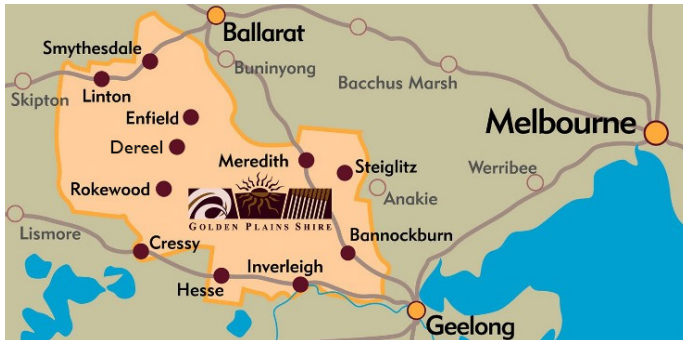 Ballarat
Smythesdale
Buninyong
Bacchus Marsh
Skipton
Linton
Enfield
Melbourne
Dereel
Meredith
Steiglitz
Werribee
Rokewood
Anakie
GOLDEN PLAINS SHIRE
Lismore
Cressy
Bannockburn
Inverleigh
Hesse
Geelong